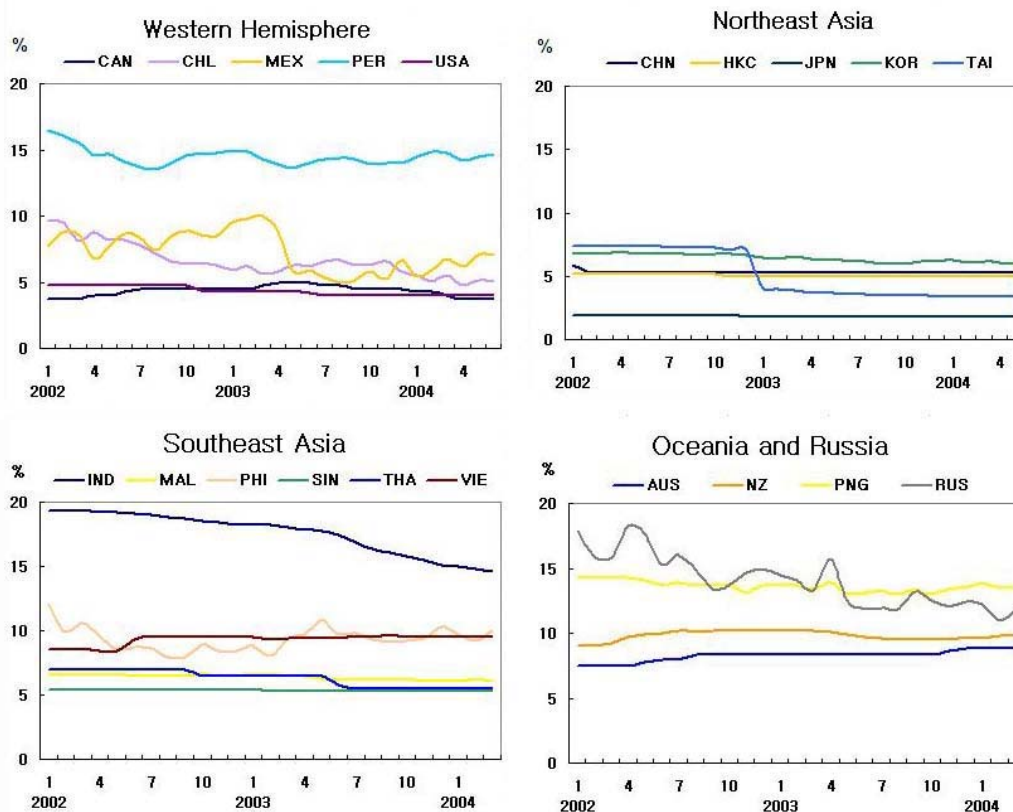 Western Hemisphere
%
CAN CHL MEX PER USA
20
15
10
5
0
1 4 7 10 1 4 7 10 1 4
2002 2003 2004
Northeast Asia
%
CHN HKC JPN KOR TAI
20
15
10
5
0
1 4 7 10 1 4 7 10 1 4
2002 2003 2004
Southeast Asia
%
IND MAL PHI SIN THA VIE
20
15
10
5
0
1 4 7 10 1 4 7 10 1
2002 2003 2004
Oceania and Russia
%
AUS NZ PNG RUS
20
15
10
5
0
1 4 7 10 1 4 7 10 1
2002 2003 2004